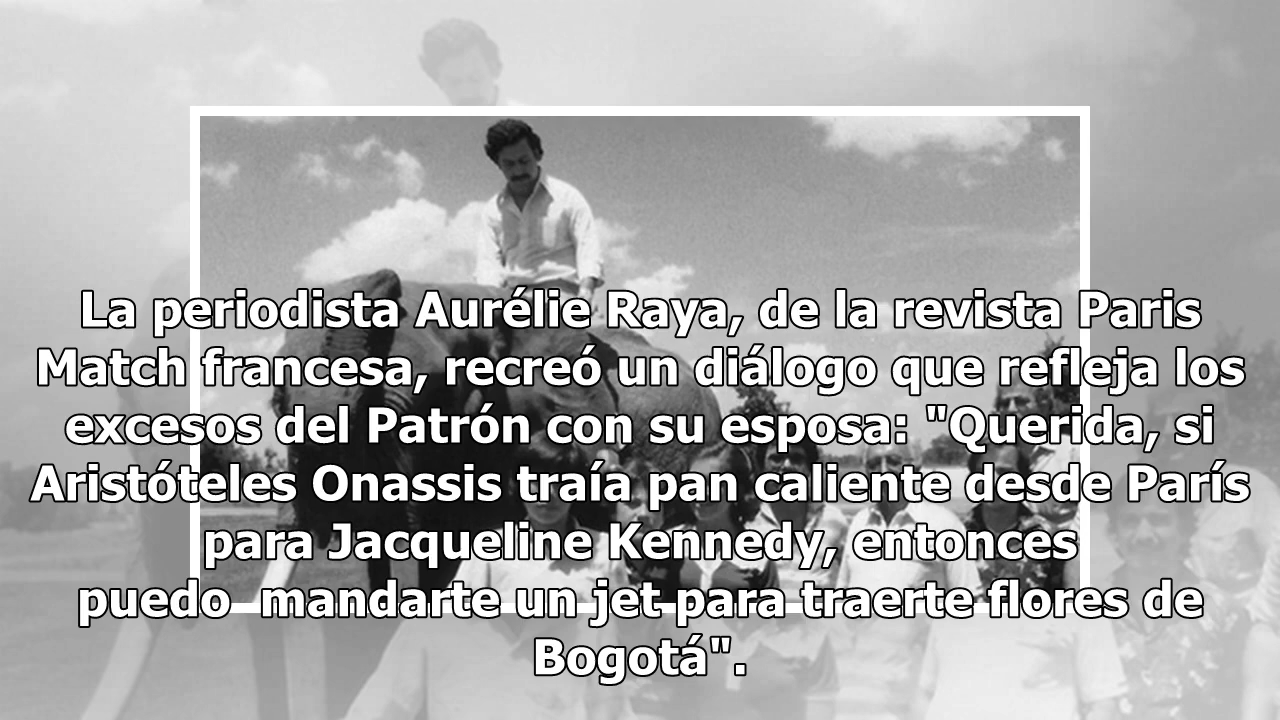 La periodista Aurélie Raya, de la revista Paris
Match francesa, recreó un diálogo que refleja los
excesos del Patrón con su esposa: "Querida, si
Aristóteles Onassis traía pan caliente desde París
para Jacqueline Kennedy, entonces
puedo  mandarte un jet para traerte flores de
Bogotá".